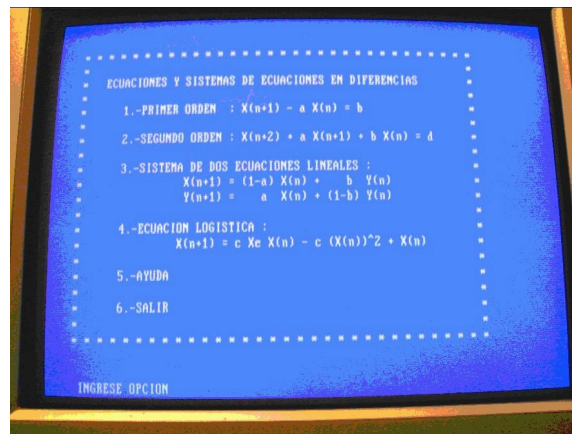 ECUACIONES Y SISTEMAS DE ECUACIONES EN DIFERENCIAS
1.-PRIMER ORDEN : X(n+1) - a X(n) = b
2.-SEGUNDO ORDEN : X(n+2) + a X(n+1) + b X(n) = d
3.-SISTEMA DE DOS ECUACIONES LINEALES :
X(n+1) = (1-a) X(n) + b Y(n)
Y(n+1) = a X(n) + (1-b) Y(n)
4.-ECUACION LOGISTICA :
X(n+1) = c Xe X(n) - c (X(n))^2 + X(n)
5.-AYUDA
6.-SALIR
INGRESE OPCION